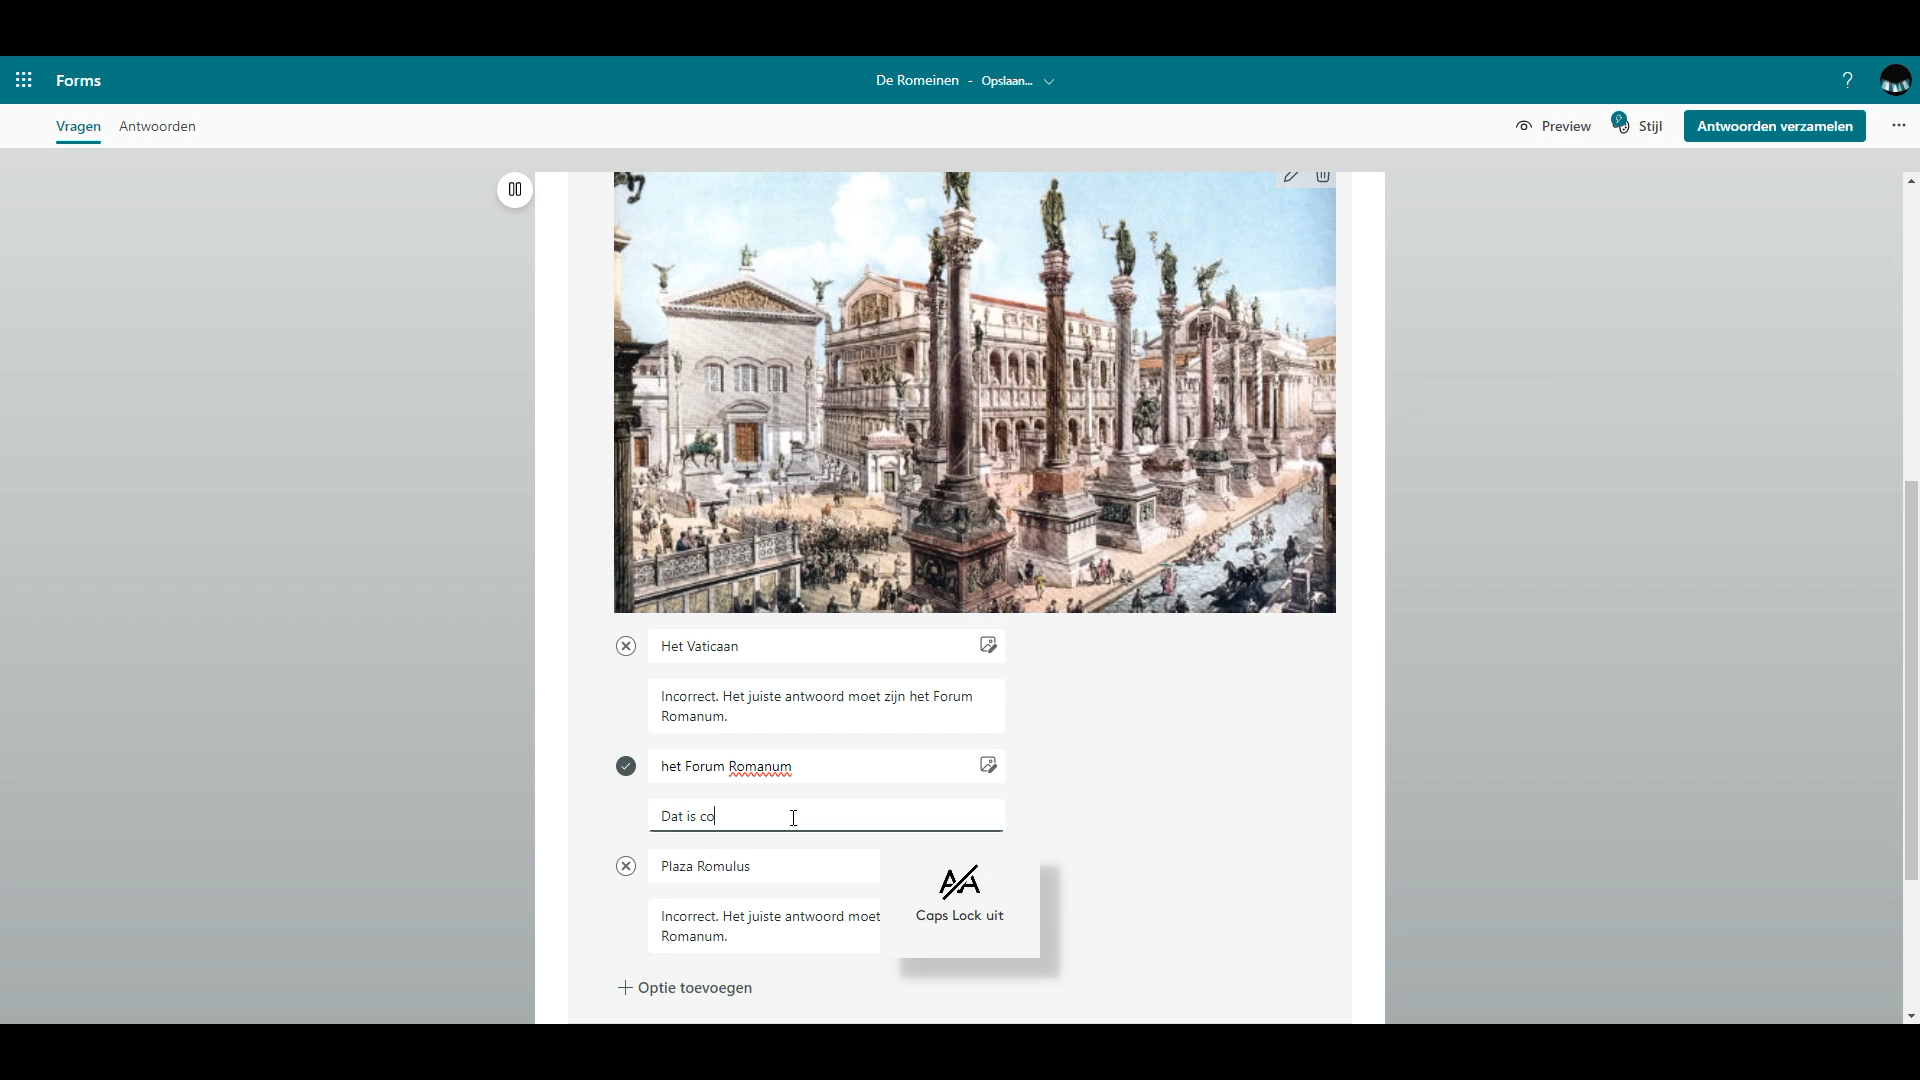 Forms
De Romeinen - Opslaan...
Vragen Antwoorden
Preview
Stijl
Antwoorden verzamelen
Het Vaticaan
Incorrect. Het juiste antwoord moet zijn het Forum
Romanum.
het Forum Romanum
Dat is co
Plaza Romulus
Incorrect. Het juiste antwoord moet
Romanum.
Caps Lock uit
Optie toevoegen